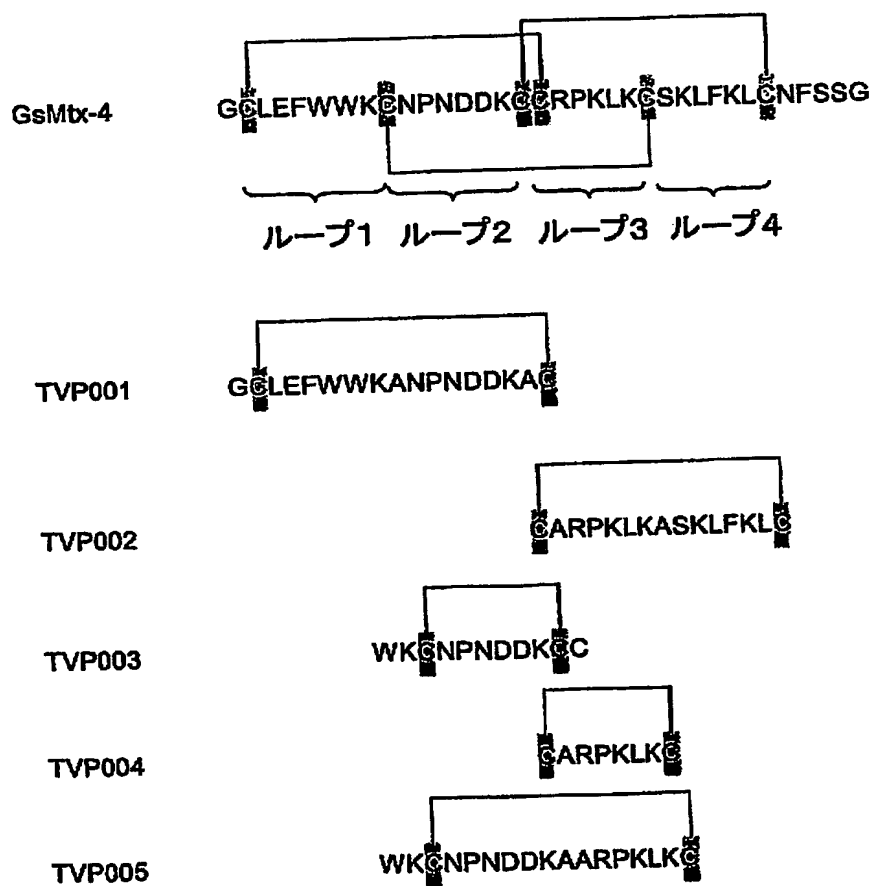 GsMtx-4 GCLEFWWKCNPNDDKCCRPKLKCSKLFKLCNFSSG
ループ1 ループ2 ループ3 ループ4
TVP001 GCLEFWWKANPNDDKAC
TVP002 CARPKLKASKLFKLC
TVP003 WKCNPNDDKCC
TVP004 CARPKLKC
TVP005 WKCNPNDDKAARPKLKC